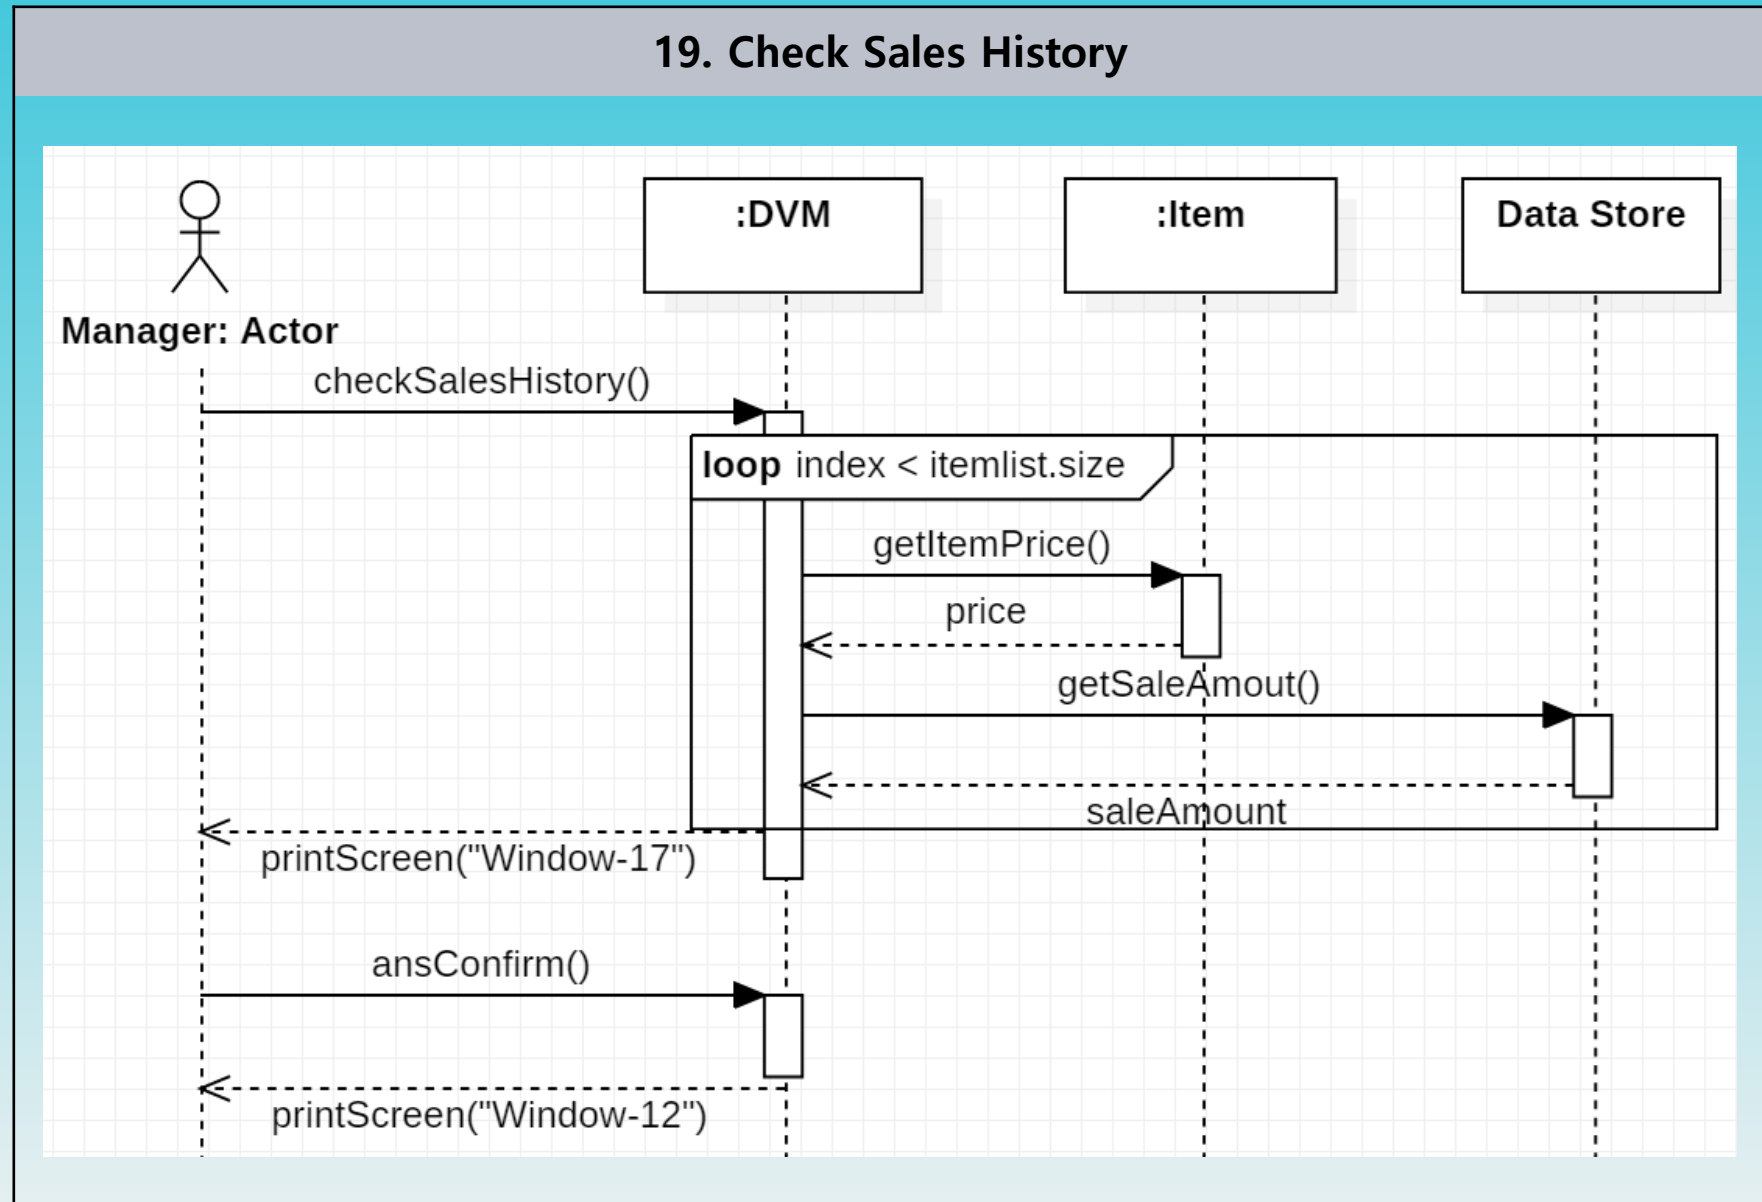 19. Check Sales History
:DVM
:Item
Data Store
Manager: Actor
checkSalesHistory()
loop index < itemlist.size
getItemPrice()
price
getSaleAmout()
saleAmount
printScreen("Window-17")
ansConfirm()
printScreen("Window-12")